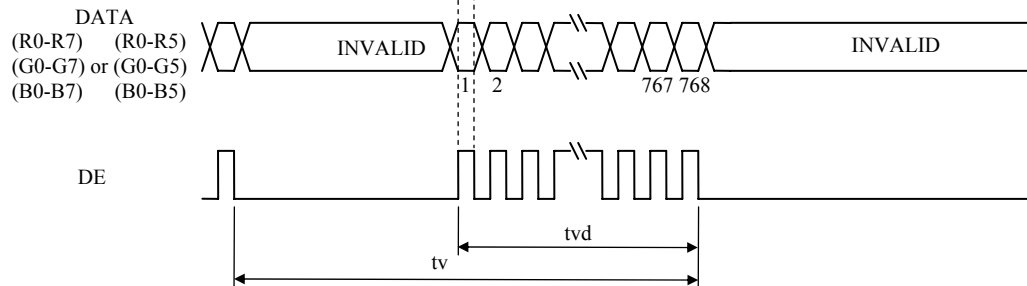 DATA
(R0-R7) (R0-R5)
(G0-G7) or (G0-G5)
(B0-B7) (B0-B5)
INVALID
INVALID
1 2 767 768
DE
tvd
tv